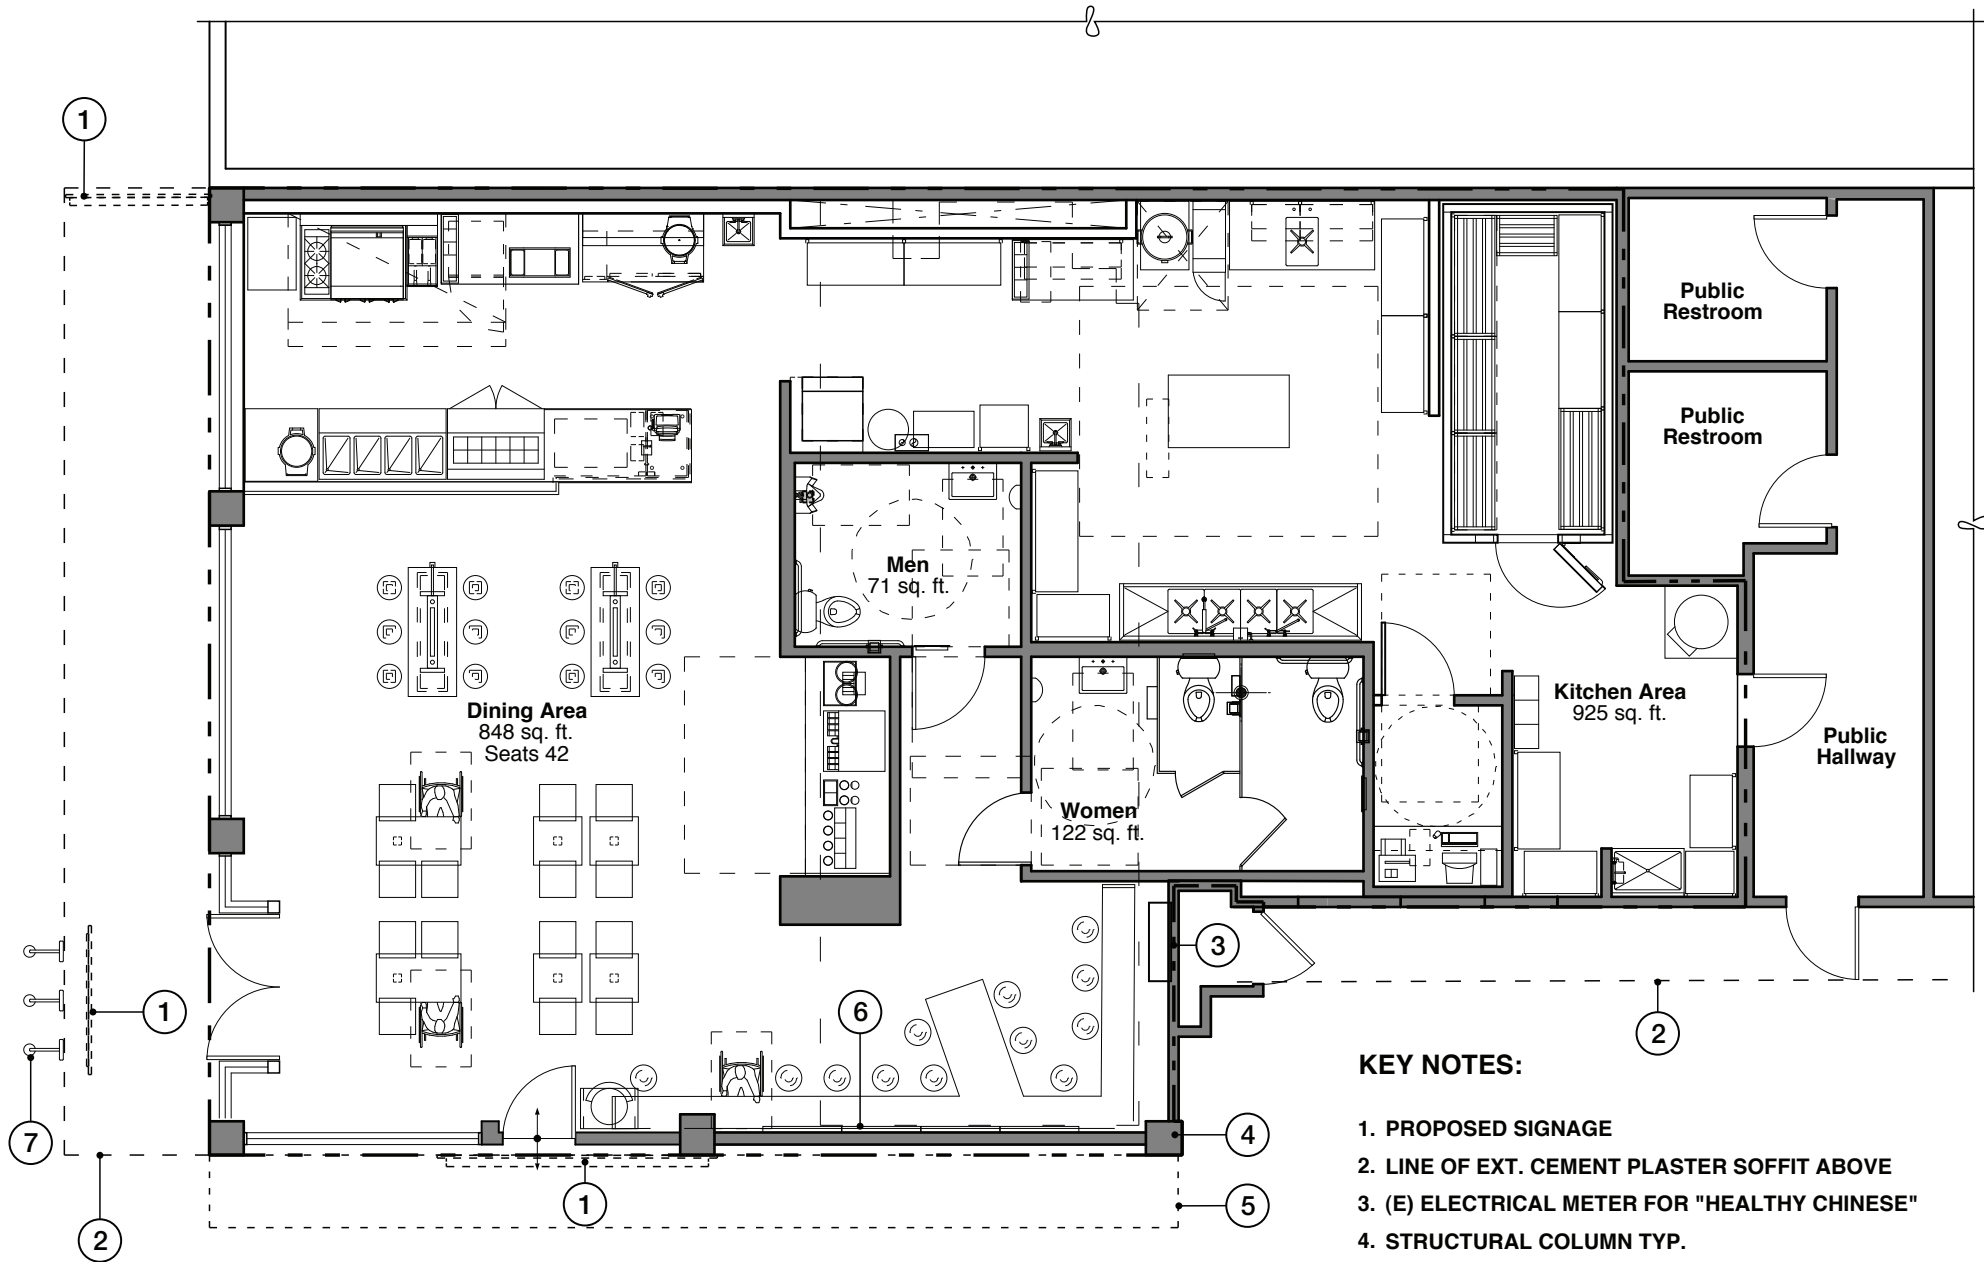 1
Public
Restroom
Public
Restroom
Men
71 sq. ft.
Kitchen Area
925 sq. ft.
Dining Area
848 sq. ft.
Seats 42
Public
Hallway
Women
122 sq. ft.
3
1
6
2
7
4
1
5
2
KEY NOTES:
1. PROPOSED SIGNAGE
2. LINE OF EXT. CEMENT PLASTER SOFFIT ABOVE
3. (E) ELECTRICAL METER FOR "HEALTHY CHINESE"
4. STRUCTURAL COLUMN TYP.